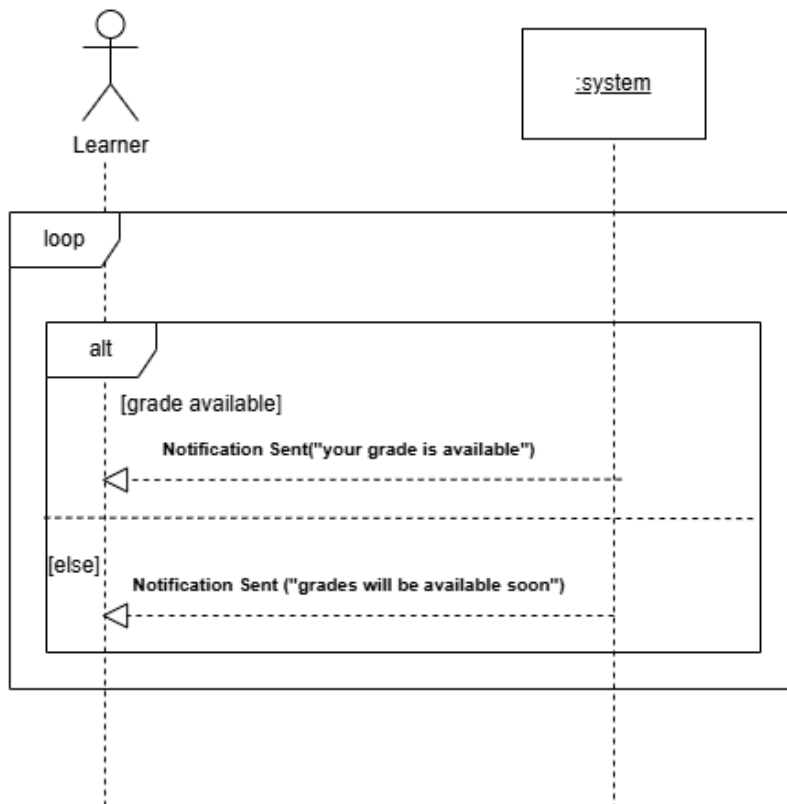 Learner
:system
loop
alt
[grade available]
Notification Sent("your grade is available")
[else]
Notification Sent ("grades will be available soon")